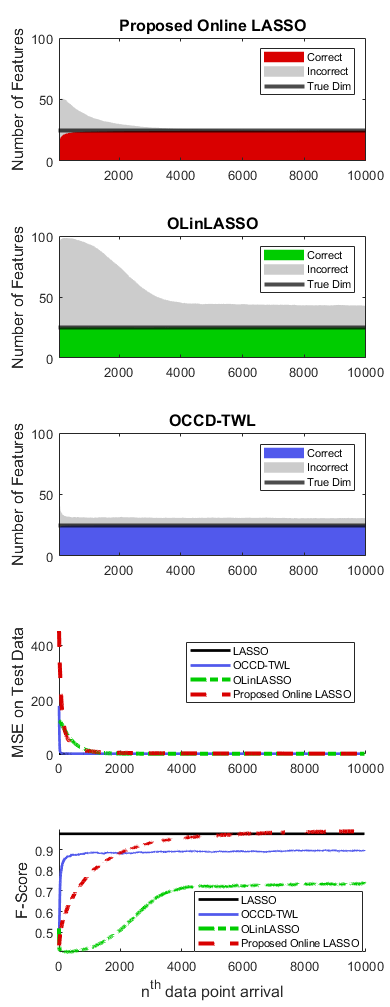 Proposed Online LASSO
Number of Features
100
50
0
Correct
Incorrect
True Dim
2000 4000 6000 8000 10000
OLinLASSO
Number of Features
100
50
0
Correct
Incorrect
True Dim
2000 4000 6000 8000 10000
OCCD-TWL
Number of Features
100
50
0
Correct
Incorrect
True Dim
2000 4000 6000 8000 10000
MSE on Test Data
400
200
0
LASSO
OCCD-TWL
OLinLASSO
Proposed Online LASSO
0 2000 4000 6000 8000 10000
F-Score
0.9
0.8
0.7
0.6
0.5
LASSO
OCCD-TWL
OLinLASSO
Proposed Online LASSO
0 2000 4000 6000 8000 10000
nth data point arrival